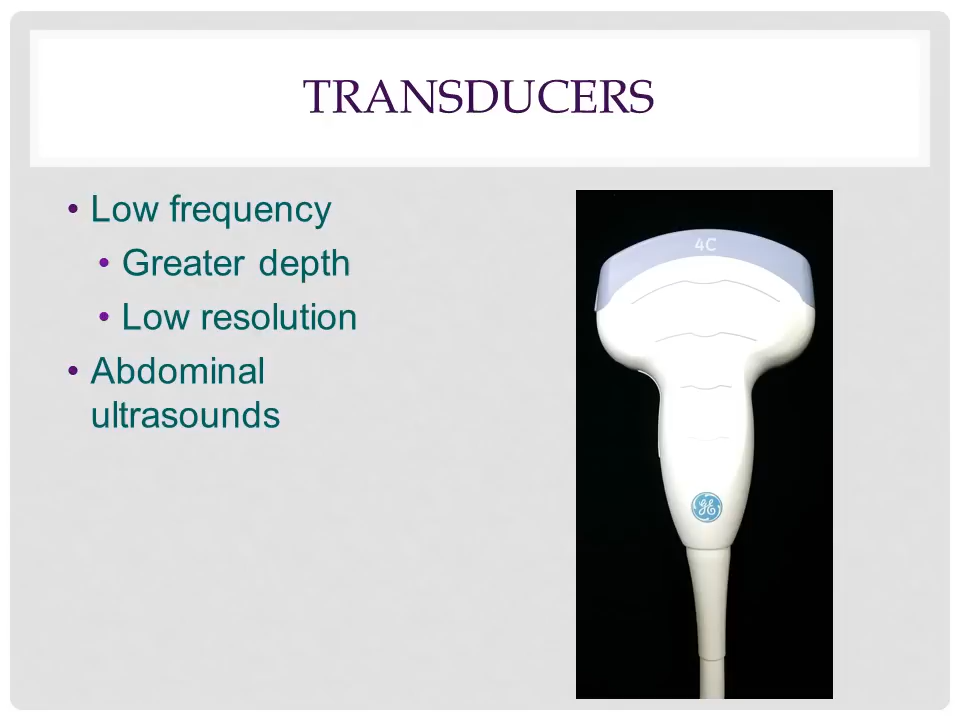 TRANSDUCERS
• Low frequency
• Greater depth
• Low resolution
• Abdominal
ultrasounds
4C
GE